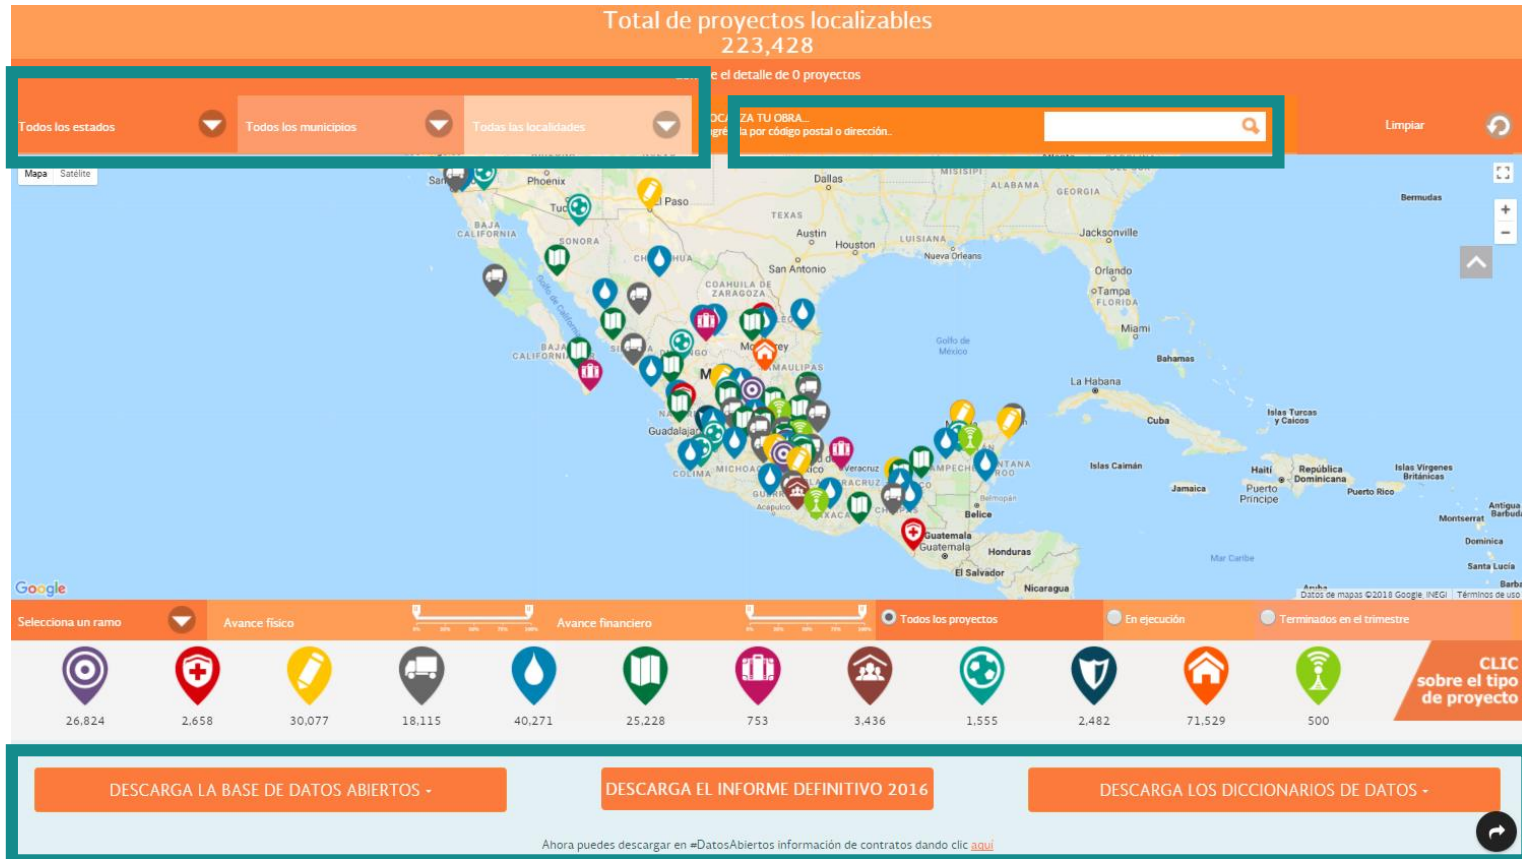 Total de proyectos localizables
223,428
el detalle de 0 proyectos
Todos los estados
Todos los municipios
Todas las localidades
TU OBRA...
por código postal o dirección..
Limpiar
Mapa
Satélite
Phoenix
El Paso
Dallas
MISISIPI
ALABAMA
GEORGIA
Bermudas
TEXAS
BAJA
CALIFORNIA
SONORA
Austin
Houston
LUISIANA
Jacksonville
Nueva Orleans
San Antonio
COAHUILA DE
ZARAGOZA
Orlando
Tampa
FLORIDA
Miami
Golfo de California
Golfo de
México
BAJA
CALIFORNIA
Bahamas
La Habana
Cuba
Islas Turcas
y Caicos
Guadalajara
COLIMA
Veracruz
Islas Caimán
Haití
República
Dominicana
Islas Vírgenes
Británicas
Jamaica
Puerto
Príncipe
Puerto Rico
Acapulco
Belmopán
Belice
Antigua
Montserrat
Guatemala
Guatemala
Honduras
Mar Caribe
Dominica
El Salvador
Santa Lucía
Nicaragua
Google
Datos de mapas ©2018 Google, INEGI
Términos de uso
Selecciona un ramo
Avance físico
Avance financiero
Todos los proyectos
En ejecución
Terminados en el trimestre
CLIC
sobre el tipo
de proyecto
26,824
2,658
30,077
18,115
40,271
25,228
753
3,436
1,555
2,482
71,529
500
DESCARGA LA BASE DE DATOS ABIERTOS
DESCARGA EL INFORME DEFINITIVO 2016
DESCARGA LOS DICCIONARIOS DE DATOS
Ahora puedes descargar en #DatosAbiertos información de contratos dando clic aquí